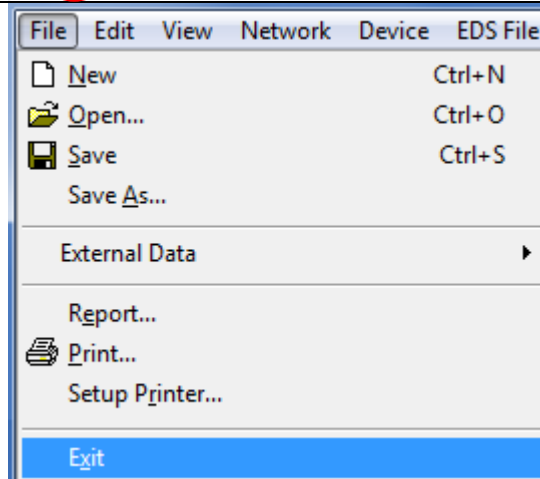 File Edit View Network Device EDS File
New Ctrl+N
Open... Ctrl+O
Save Ctrl+S
Save As...
External Data
Report...
Print...
Setup Printer...
Exit